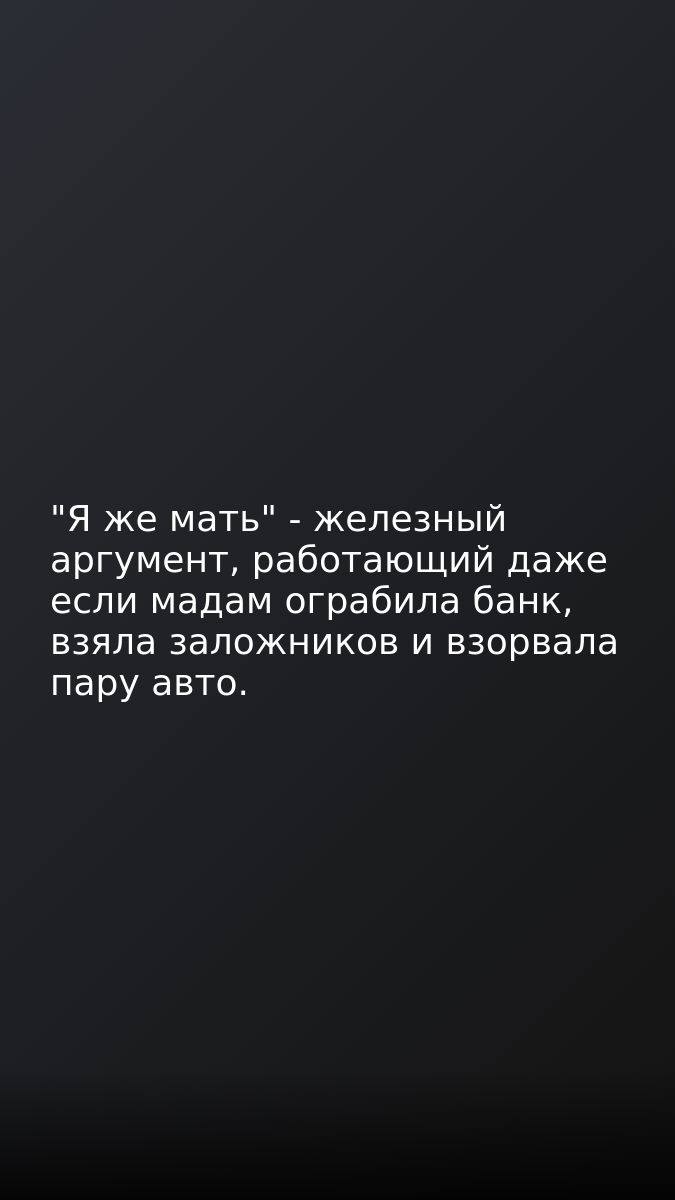 "Я же мать" - железный
аргумент, работающий даже
если мадам ограбила банк,
взяла заложников и взорвала
пару авто.